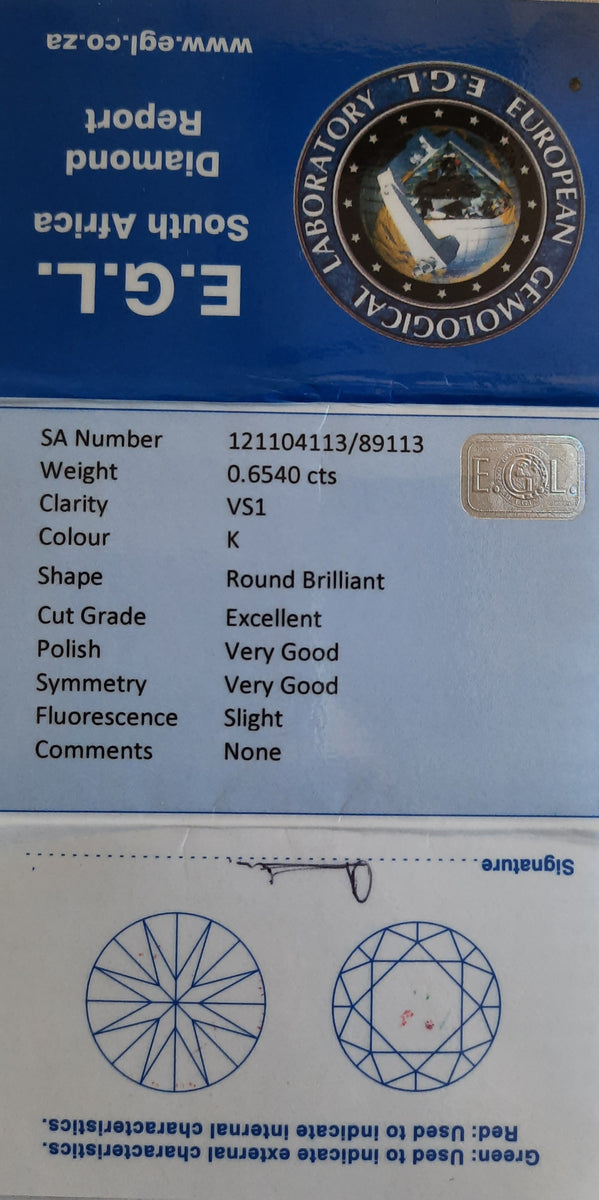 E.G.L.
South Africa
Diamond
Report
www.egl.co.za
EUROPEAN GEMOLOGICAL LABORATORY
E.G.L.
SA Number 121104113/89113
Weight 0.6540 cts
Clarity VS1
Colour K
Shape Round Brilliant
Cut Grade Excellent
Polish Very Good
Symmetry Very Good
Fluorescence Slight
Comments None
E.G.L.
Green: Used to indicate external characteristics.
Red: Used to indicate internal characteristics.
Signature